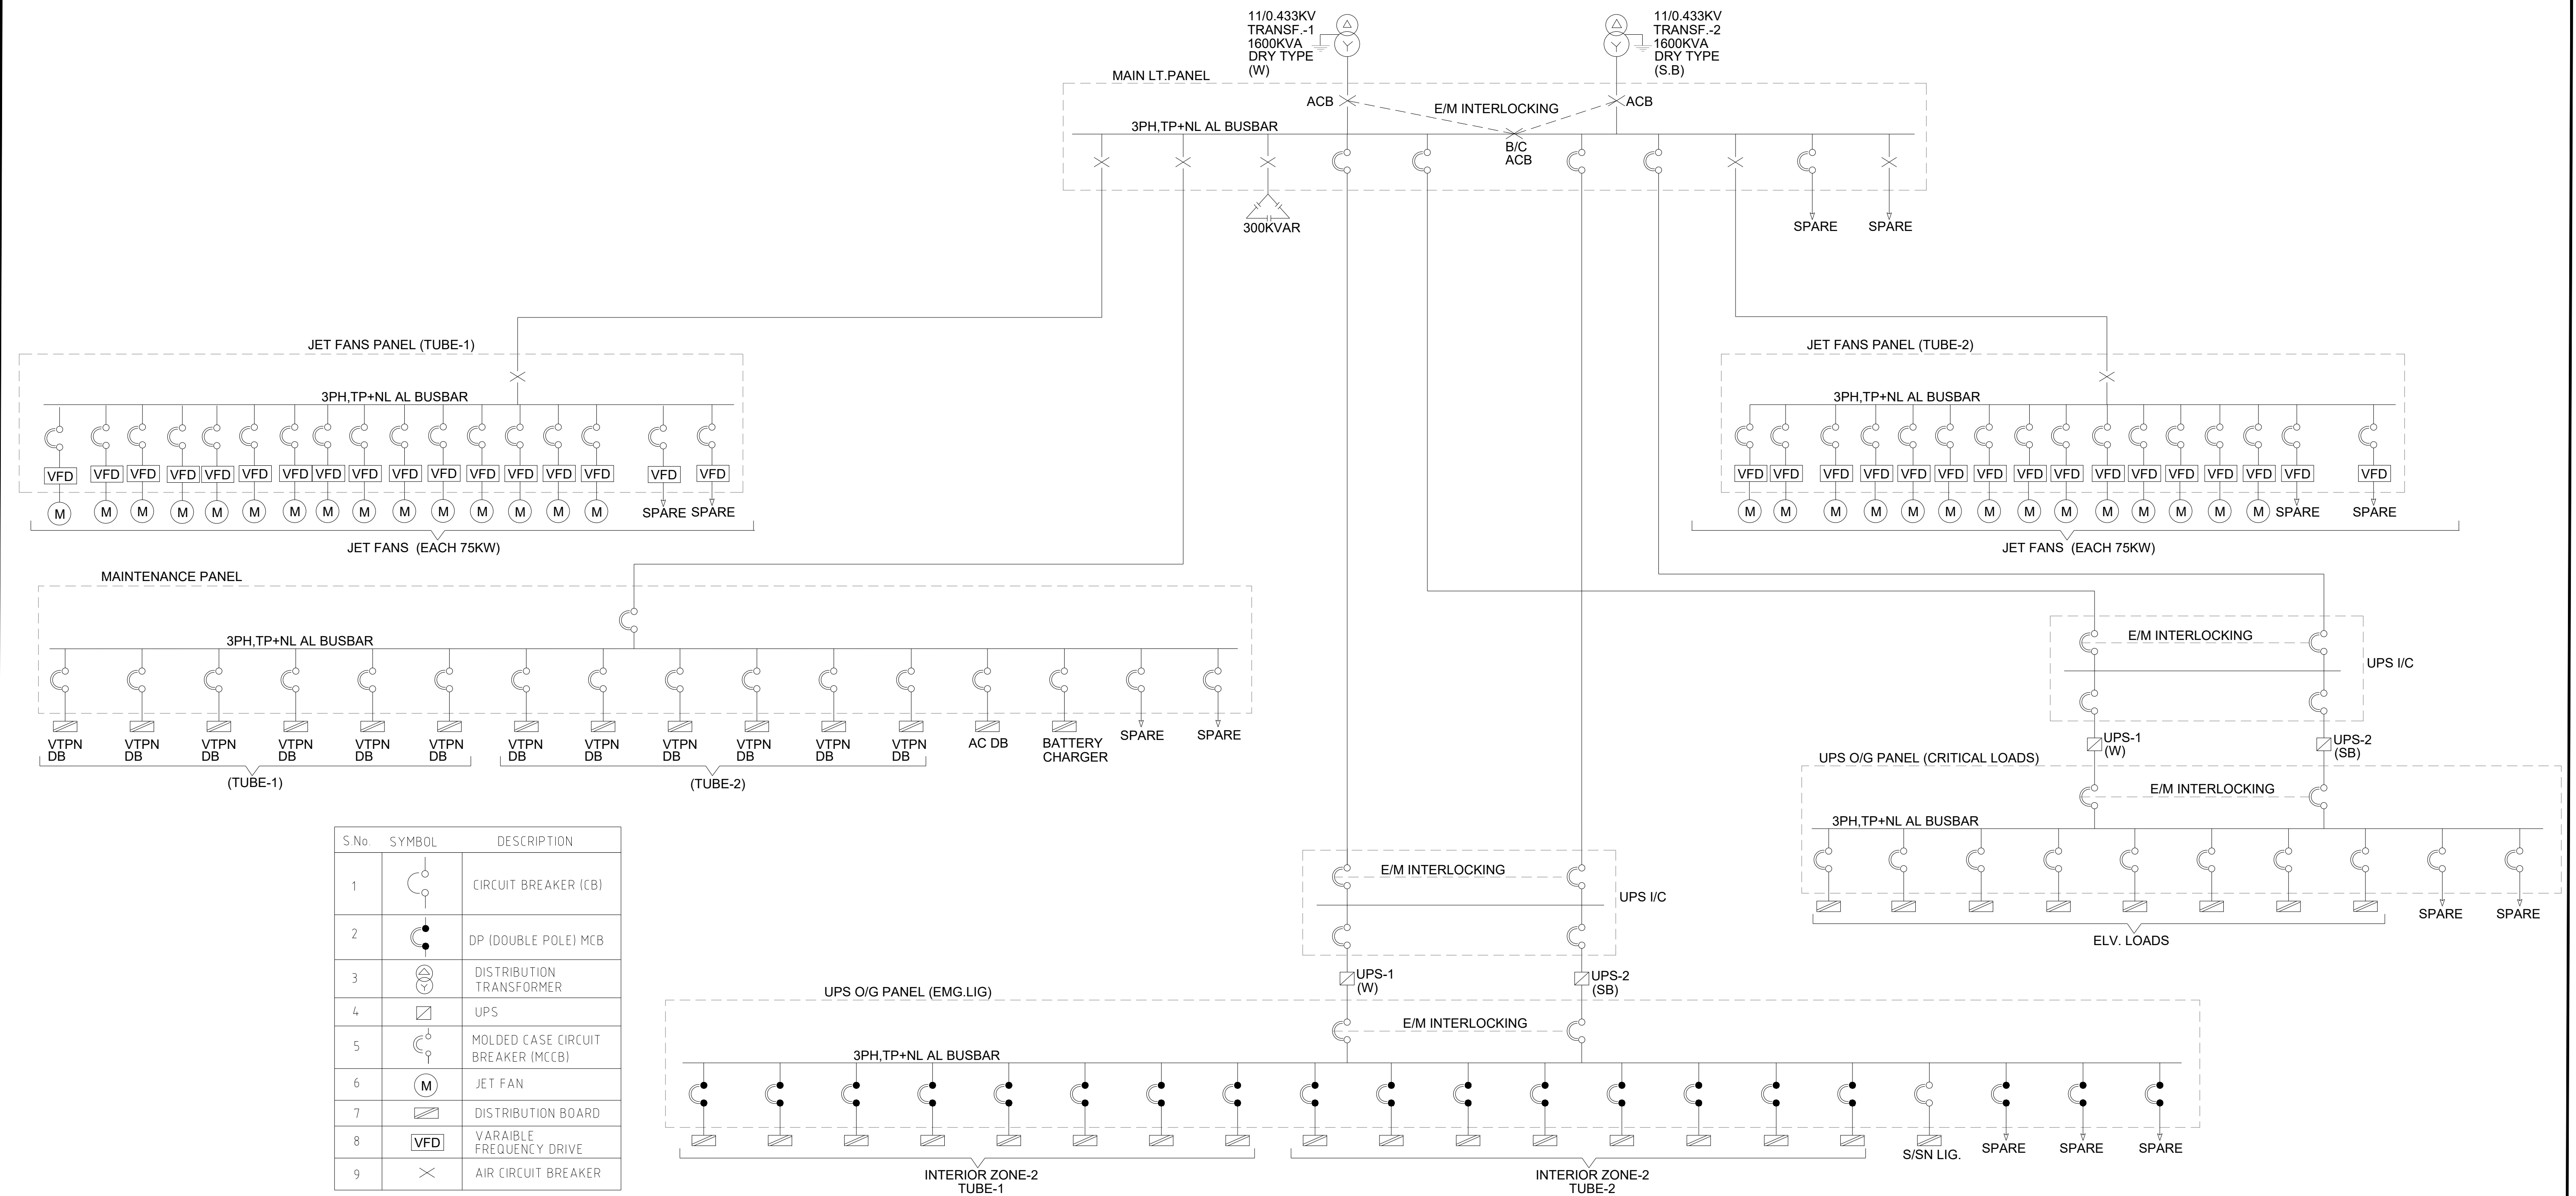 11/0.433KV
TRANSF.-1
1600KVA
DRY TYPE
(W)
11/0.433KV
TRANSF.-2
1600KVA
DRY TYPE
(S.B)
MAIN LT.PANEL
ACB
E/M INTERLOCKING
ACB
3PH,TP+NL AL BUSBAR
B/C
ACB
300KVAR
SPARE
SPARE
JET FANS PANEL (TUBE-1)
3PH,TP+NL AL BUSBAR
VFD VFD VFD VFD VFD VFD VFD VFD VFD VFD VFD VFD VFD VFD VFD VFD VFD
M M M M M M M M M M M M M M M SPARE SPARE
JET FANS (EACH 75KW)
JET FANS PANEL (TUBE-2)
3PH,TP+NL AL BUSBAR
VFD VFD VFD VFD VFD VFD VFD VFD VFD VFD VFD VFD VFD VFD VFD VFD
M M M M M M M M M M M M M M SPARE SPARE
JET FANS (EACH 75KW)
MAINTENANCE PANEL
3PH,TP+NL AL BUSBAR
VTPN
DB
VTPN
DB
VTPN
DB
VTPN
DB
VTPN
DB
VTPN
DB
VTPN
DB
VTPN
DB
VTPN
DB
VTPN
DB
VTPN
DB
VTPN
DB
AC DB
BATTERY
CHARGER
SPARE
SPARE
(TUBE-1)
(TUBE-2)
E/M INTERLOCKING
UPS I/C
UPS-1
(W)
UPS-2
(SB)
UPS O/G PANEL (CRITICAL LOADS)
E/M INTERLOCKING
3PH,TP+NL AL BUSBAR
SPARE
SPARE
ELV. LOADS
E/M INTERLOCKING
UPS I/C
UPS-1
(W)
UPS-2
(SB)
UPS O/G PANEL (EMG.LIG)
E/M INTERLOCKING
3PH,TP+NL AL BUSBAR
S/SN LIG.
SPARE
SPARE
SPARE
INTERIOR ZONE-2
TUBE-1
INTERIOR ZONE-2
TUBE-2
S.No. SYMBOL DESCRIPTION
1 CIRCUIT BREAKER (CB)
2 DP (DOUBLE POLE) MCB
3 DISTRIBUTION
TRANSFORMER
4 UPS
5 MOLDED CASE CIRCUIT
BREAKER (MCCB)
6 M JET FAN
7 DISTRIBUTION BOARD
8 VFD VARAIBLE
FREQUENCY DRIVE
9 AIR CIRCUIT BREAKER